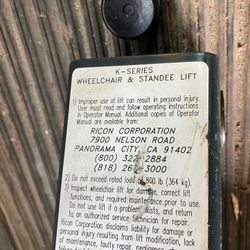 K-SERIES
WHEELCHAIR & STANDEE LIFT
1) Improper use of lift can result in personal injury.
User must read and follow operating instructions
in Operator Manual. Additional copies of Operator
Manual are available from:
RICON CORPORATION
7900 NELSON ROAD
PANORAMA CITY, CA 91402
(800) 322-2884
(818) 267-3000
2) Do not exceed rated load of 800 lb (364 kg).
3) Inspect wheelchair lift for damage, correct lift
functions, and required maintenance prior to use.
Do not use lift if a problem exists, and return
to an authorized service technician for repair.
Ricon Corporation disclaims liability for damage or
personal injury resulting from lift modification, lack
of maintenance, faulty repair, negligence,